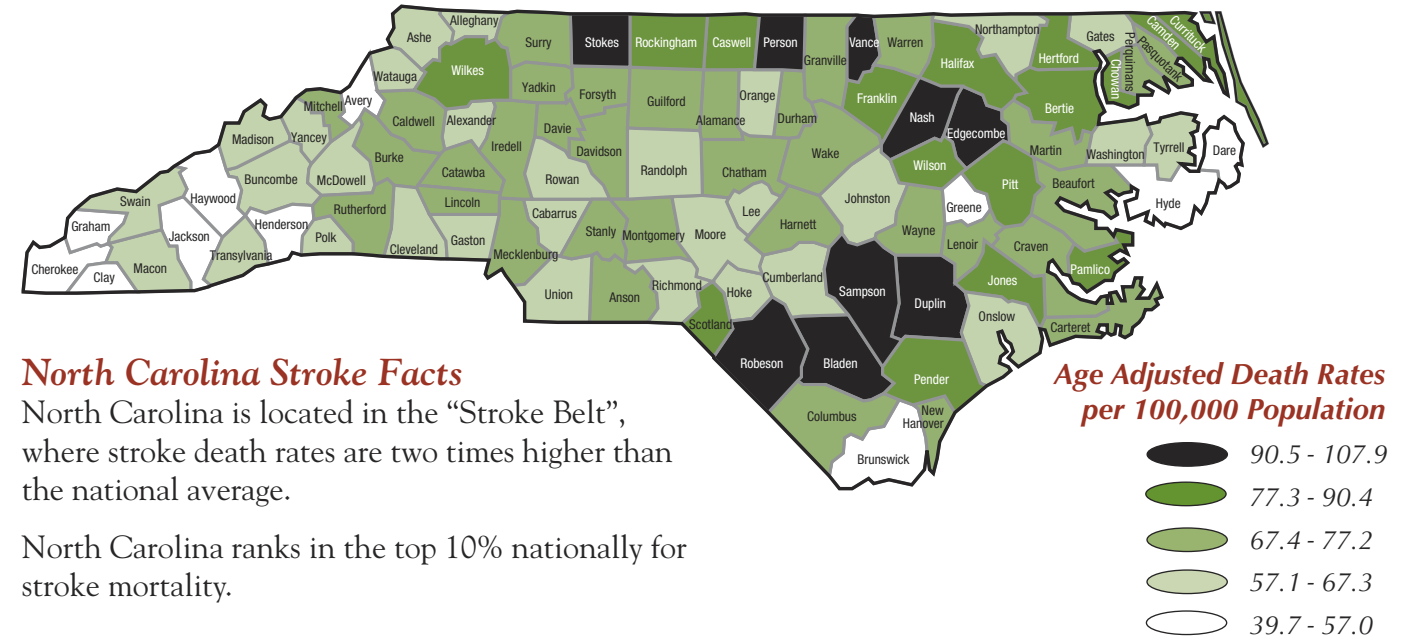 Alleghany
Ashe
Surry
Stokes
Rockingham
Caswell
Person
Vance
Warren
Northampton
Gates
Currituck
Camden
Pasquotank
Perquimans
Chowan
Hertford
Halifax
Granville
Wilkes
Watauga
Yadkin
Forsyth
Guilford
Orange
Alamance
Durham
Franklin
Bertie
Avery
Mitchell
Caldwell
Alexander
Davie
Iredell
Davidson
Nash
Edgecombe
Martin
Washington
Tyrrell
Dare
Madison
Yancey
Burke
Wake
Wilson
Haywood
Buncombe
McDowell
Catawba
Rowan
Randolph
Chatham
Pitt
Beaufort
Swain
Rutherford
Lincoln
Johnston
Greene
Hyde
Graham
Jackson
Henderson
Polk
Cleveland
Gaston
Cabarrus
Stanly
Montgomery
Moore
Lee
Harnett
Wayne
Lenoir
Craven
Cherokee
Clay
Macon
Transylvania
Mecklenburg
Pamlico
Union
Anson
Richmond
Hoke
Cumberland
Sampson
Duplin
Jones
Onslow
Carteret
Scotland
Robeson
Bladen
Pender
Columbus
New
Hanover
Brunswick
North Carolina Stroke Facts
North Carolina is located in the “Stroke Belt”,
where stroke death rates are two times higher than
the national average.
North Carolina ranks in the top 10% nationally for
stroke mortality.
Age Adjusted Death Rates
per 100,000 Population
90.5 - 107.9
77.3 - 90.4
67.4 - 77.2
57.1 - 67.3
39.7 - 57.0